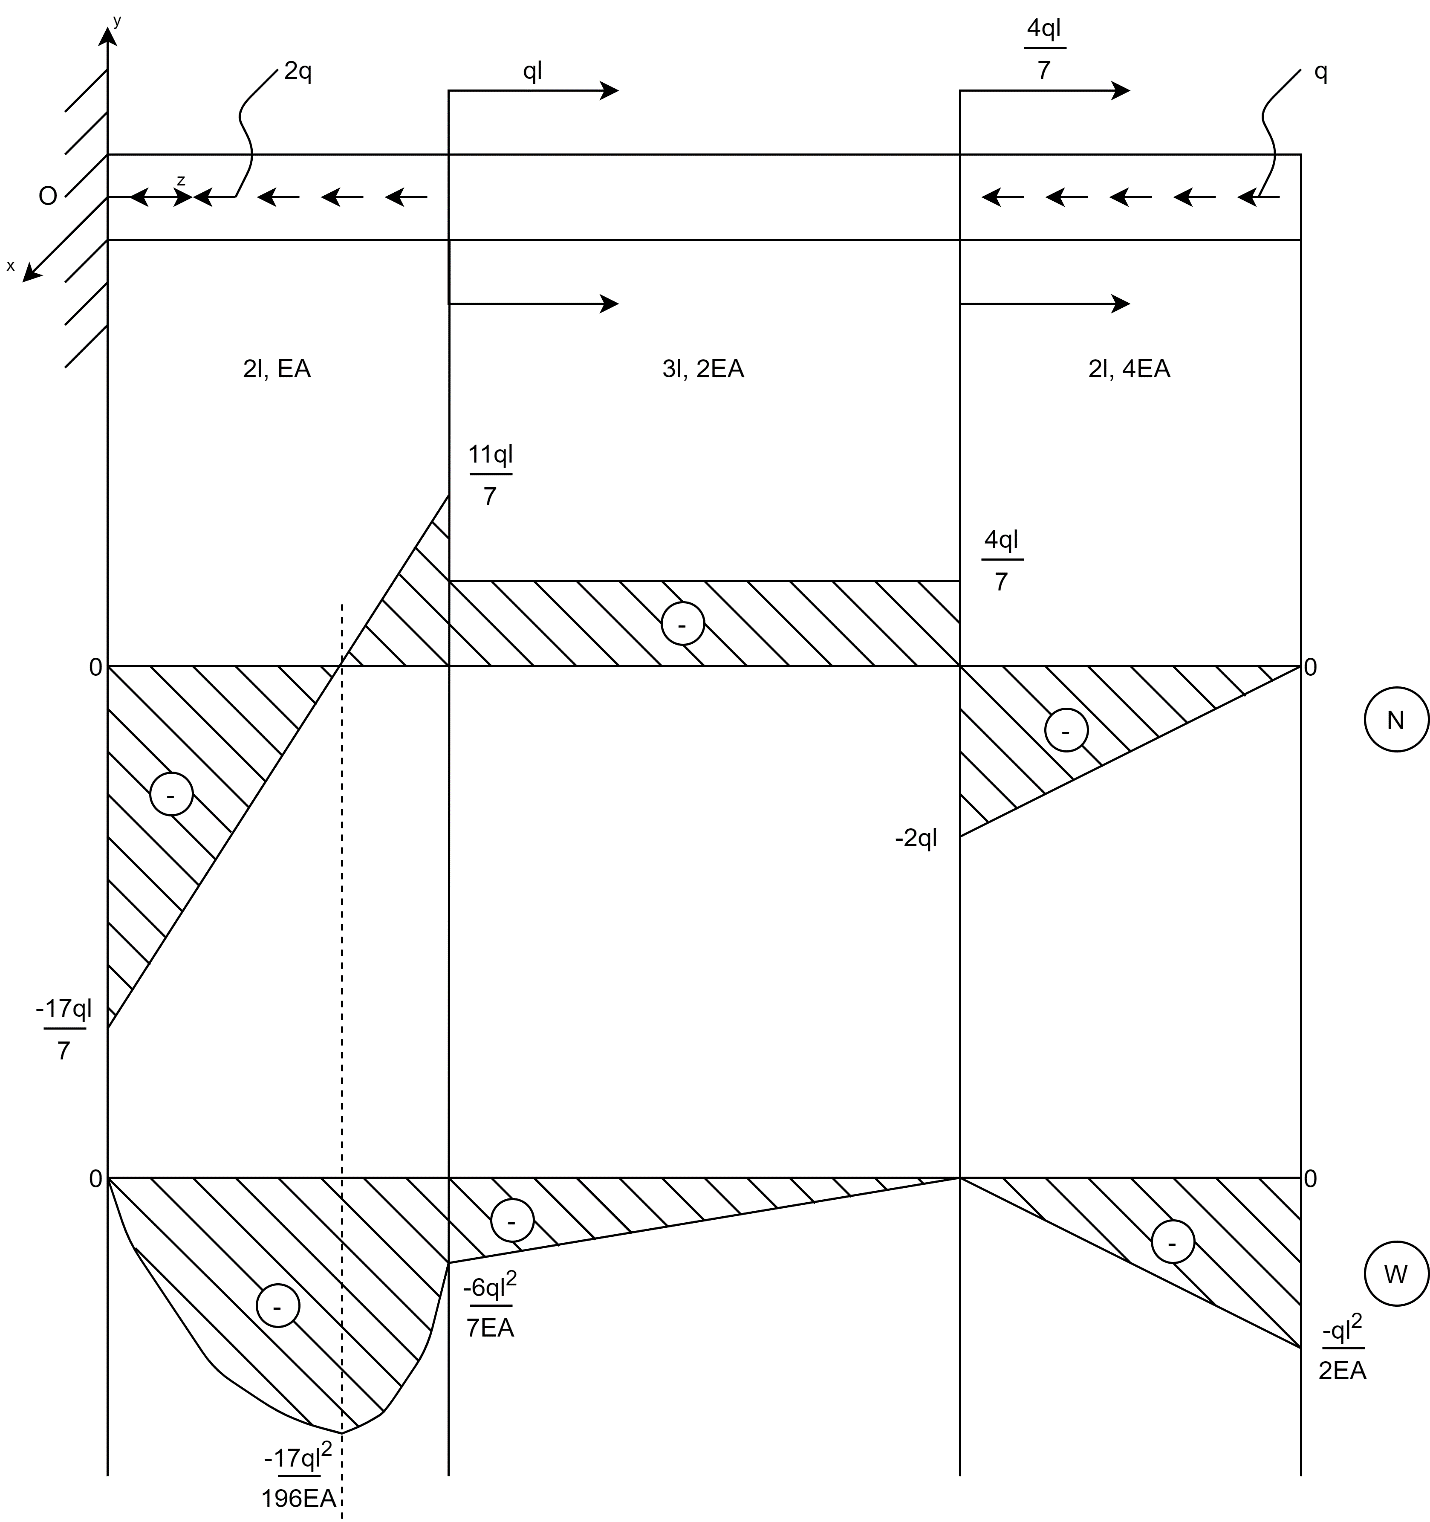 y
4ql
7
2q
ql
q
z
O
x
2l, EA
3l, 2EA
2l, 4EA
11ql
7
4ql
7
-
0
0
N
-
-
-2ql
-17ql
7
0
0
-
-
W
-
-6ql²
7EA
-ql²
2EA
-17ql²
196EA